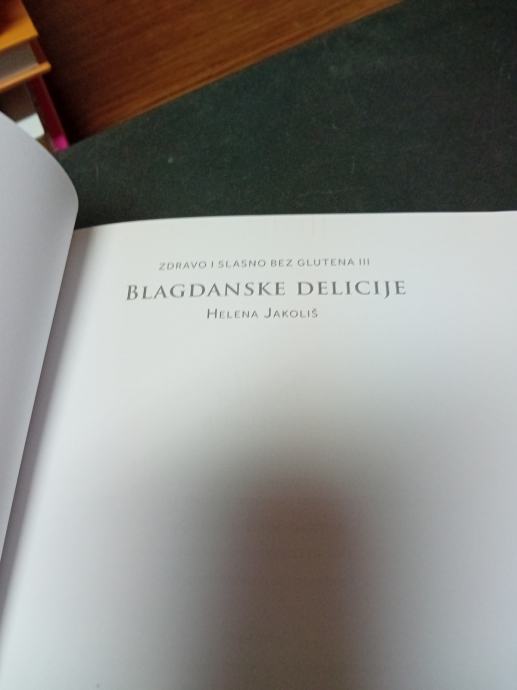 ZDRAVO I SLASNO BEZ GLUTENA III
BLAGDANSKE DELICIJE
HELENA JAKOLIŠ